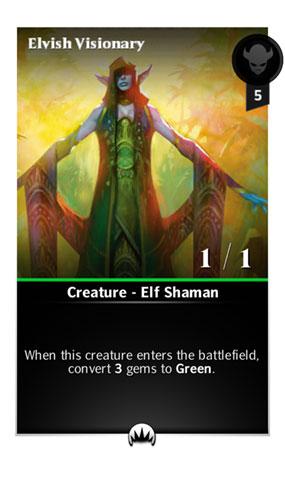 Elvish Visionary
5
1 / 1
Creature - Elf Shaman
When this creature enters the battlefield,
convert 3 gems to Green.